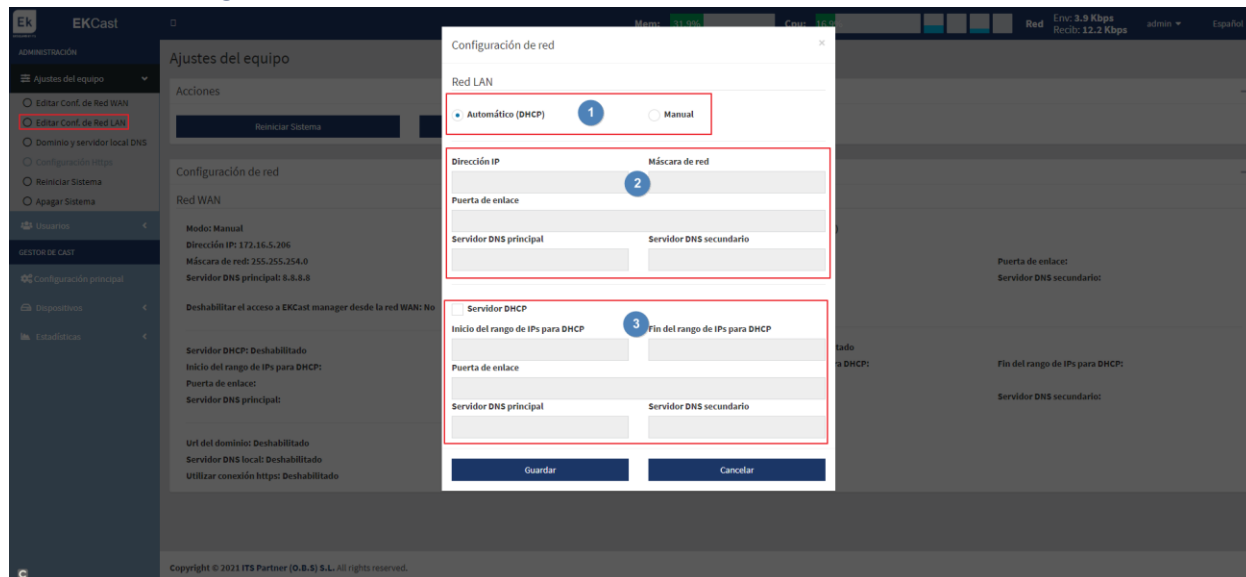 Ek EKCast Mem: 31.9% Cpu: 16.9% Red Env: 3.9 Kbps admin Español
Recib: 12.2 Kbps
ADMINISTRACIÓN
Ajustes del equipo
Editar Conf. de Red WAN
Editar Conf. de Red LAN
Dominio y servidor local DNS
Configuración Https
Reiniciar Sistema
Apagar Sistema
Usuarios
GESTOR DE CAST
Configuración principal
Dispositivos
Estadísticas
Ajustes del equipo
Acciones
Reiniciar Sistema
Configuración de red
Red WAN
Modo: Manual
Dirección IP: 172.16.5.206
Máscara de red: 255.255.254.0
Servidor DNS principal: 8.8.8.8
Deshabilitar el acceso a EKCast manager desde la red WAN: No
Servidor DHCP: Deshabilitado
Inicio del rango de IPs para DHCP:
Puerta de enlace:
Servidor DNS principal:
Url del dominio: Deshabilitado
Servidor DNS local: Deshabilitado
Utilizar conexión https: Deshabilitado
Configuración de red ×
Red LAN
Automático (DHCP) 1 Manual
Dirección IP Máscara de red
2
Puerta de enlace
Servidor DNS principal Servidor DNS secundario
Servidor DHCP
3
Inicio del rango de IPs para DHCP Fin del rango de IPs para DHCP
Puerta de enlace
Servidor DNS principal Servidor DNS secundario
Guardar Cancelar
Puerta de enlace:
Servidor DNS secundario:
tado
a DHCP: Fin del rango de IPs para DHCP:
Servidor DNS secundario:
Copyright © 2021 ITS Partner (O.B.S) S.L. All rights reserved.